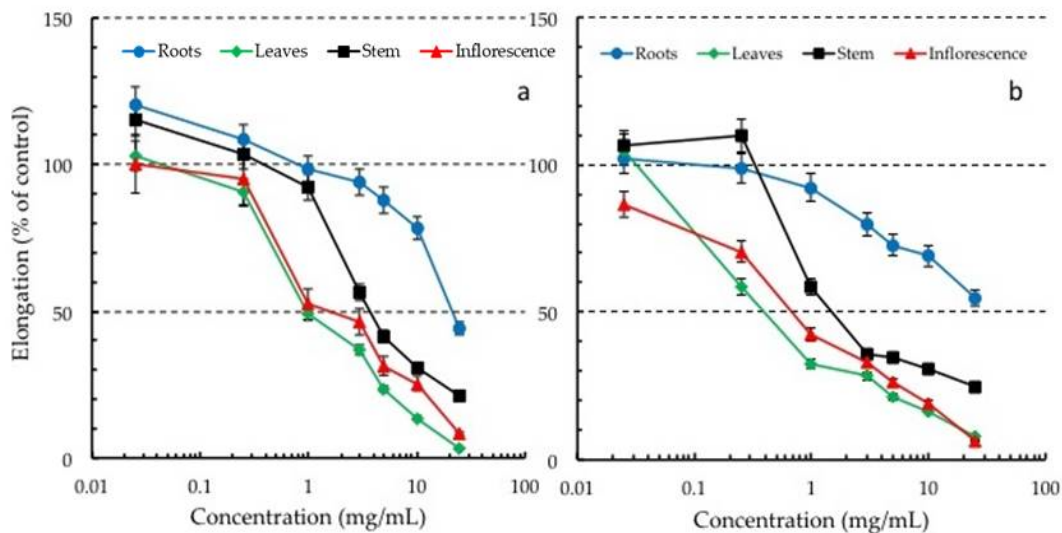 150
Roots Leaves Stem Inflorescence
a
100
50
0
0.01 0.1 1 10 100
Elongation (% of control)
Concentration (mg/mL)
150
Roots Leaves Stem Inflorescence
b
100
50
0
0.01 0.1 1 10 100
Concentration (mg/mL)